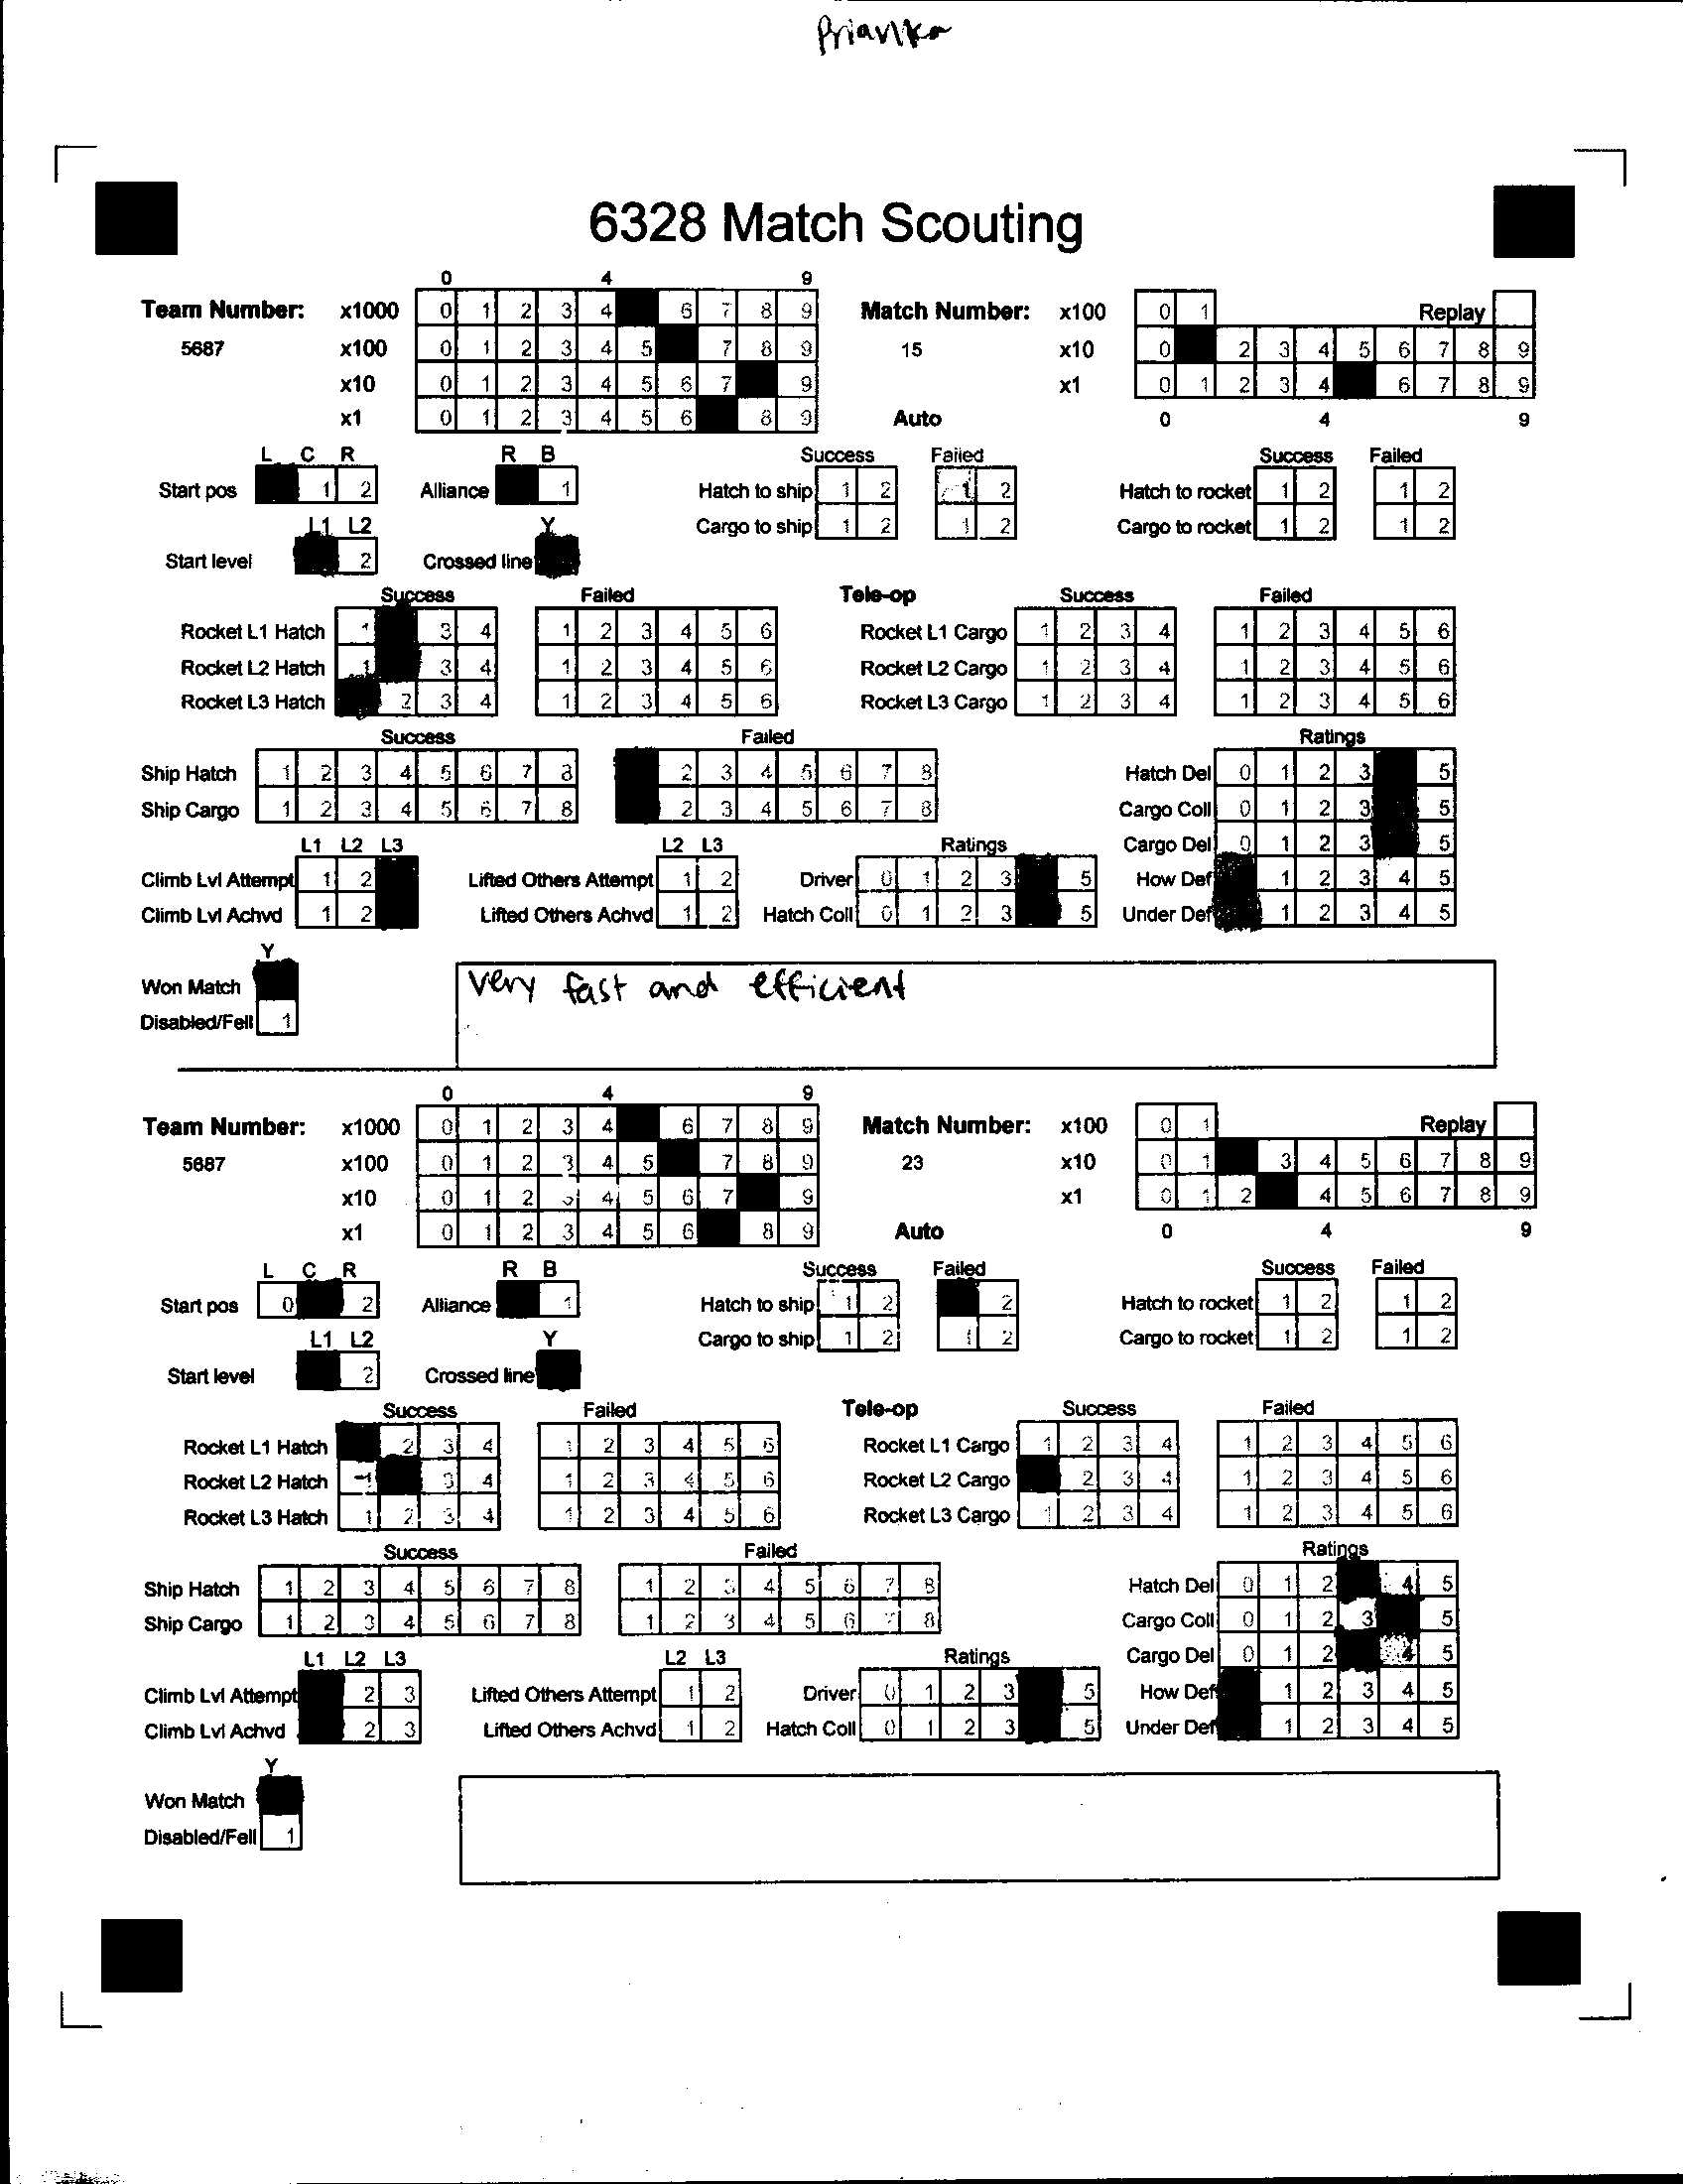 Prianka
6328 Match Scouting
0 4 9
Team Number: x1000 0 1 2 3 4 6 7 8 9 Match Number: x100 0 1 Replay
5687 x100 0 1 2 3 4 5 7 8 9 15 x10 0 2 3 4 5 6 7 8 9
x10 0 1 2 3 4 5 6 7 9 x1 0 1 2 3 4 6 7 8 9
x1 0 1 2 3 4 5 6 8 9 Auto 0 4 9
L C R R B Success Failed Success Failed
Start pos 1 2 Alliance 1 Hatch to ship 1 2 1 2 Hatch to rocket 1 2 1 2
L1 L2 Y Cargo to ship 1 2 1 2 Cargo to rocket 1 2 1 2
Start level 2 Crossed line
Success Failed Tele-op Success Failed
Rocket L1 Hatch 1 3 4 1 2 3 4 5 6 Rocket L1 Cargo 1 2 3 4 1 2 3 4 5 6
Rocket L2 Hatch 1 3 4 1 2 3 4 5 6 Rocket L2 Cargo 1 2 3 4 1 2 3 4 5 6
Rocket L3 Hatch 2 3 4 1 2 3 4 5 6 Rocket L3 Cargo 1 2 3 4 1 2 3 4 5 6
Success Failed Ratings
Ship Hatch 1 2 3 4 5 6 7 8 2 3 4 5 6 7 8 Hatch Del 0 1 2 3 5
Ship Cargo 1 2 3 4 5 6 7 8 2 3 4 5 6 7 8 Cargo Coll 0 1 2 3 5
L1 L2 L3 L2 L3 Ratings Cargo Del 0 1 2 3 5
Climb Lvl Attempt 1 2 Lifted Others Attempt 1 2 Driver 0 1 2 3 5 How Def 1 2 3 4 5
Climb Lvl Achvd 1 2 Lifted Others Achvd 1 2 Hatch Coll 0 1 2 3 5 Under Def 1 2 3 4 5
Y
Won Match very fast and efficient
Disabled/Fell 1
0 4 9
Team Number: x1000 0 1 2 3 4 6 7 8 9 Match Number: x100 0 1 Replay
5687 x100 0 1 2 3 4 5 7 8 9 23 x10 0 1 3 4 5 6 7 8 9
x10 0 1 2 3 4 5 6 7 9 x1 0 1 2 4 5 6 7 8 9
x1 0 1 2 3 4 5 6 8 9 Auto 0 4 9
L C R R B Success Failed Success Failed
Start pos 0 2 Alliance 1 Hatch to ship 1 2 2 Hatch to rocket 1 2 1 2
L1 L2 Y Cargo to ship 1 2 1 2 Cargo to rocket 1 2 1 2
Start level 2 Crossed line
Success Failed Tele-op Success Failed
Rocket L1 Hatch 2 3 4 1 2 3 4 5 6 Rocket L1 Cargo 1 2 3 4 1 2 3 4 5 6
Rocket L2 Hatch 1 3 4 1 2 3 4 5 6 Rocket L2 Cargo 2 3 4 1 2 3 4 5 6
Rocket L3 Hatch 1 2 3 4 1 2 3 4 5 6 Rocket L3 Cargo 1 2 3 4 1 2 3 4 5 6
Success Failed Ratings
Ship Hatch 1 2 3 4 5 6 7 8 1 2 3 4 5 6 7 8 Hatch Del 0 1 2 4 5
Ship Cargo 1 2 3 4 5 6 7 8 1 2 3 4 5 6 7 8 Cargo Coll 0 1 2 3 5
L1 L2 L3 L2 L3 Ratings Cargo Del 0 1 2 4 5
Climb Lvl Attempt 2 3 Lifted Others Attempt 1 2 Driver 0 1 2 3 5 How Def 1 2 3 4 5
Climb Lvl Achvd 2 3 Lifted Others Achvd 1 2 Hatch Coll 0 1 2 3 5 Under Def 1 2 3 4 5
Y
Won Match
Disabled/Fell 1